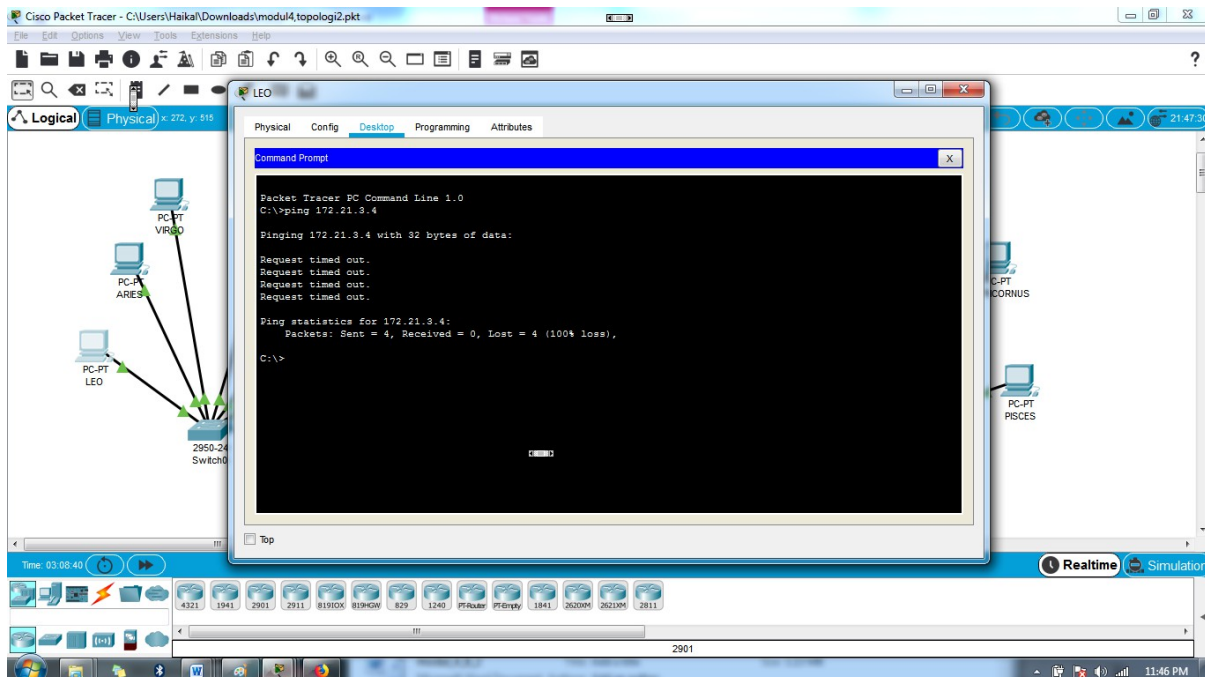 Cisco Packet Tracer - C:\Users\Haikal\Downloads\modul4,topologi2.pkt
File Edit Options View Tools Extensions Help
?
Logical Physical x: 272, y: 515
21:47:30
LEO
Physical Config Desktop Programming Attributes
Command Prompt
X
Packet Tracer PC Command Line 1.0
C:\>ping 172.21.3.4
Pinging 172.21.3.4 with 32 bytes of data:
Request timed out.
Request timed out.
Request timed out.
Request timed out.
Ping statistics for 172.21.3.4:
Packets: Sent = 4, Received = 0, Lost = 4 (100% loss),
C:\>
Top
PC-PT
VIRGO
PC-PT
ARIES
PC-PT
LEO
2950-24
Switch0
C-PT
CORNUS
PC-PT
PISCES
Time: 03:08:40
Realtime Simulation
4321 1941 2901 2911 819IOX 819HGW 829 1240 PT-Router PT-Empty 1841 2620XM 2621XM 2811
2901
11:46 PM